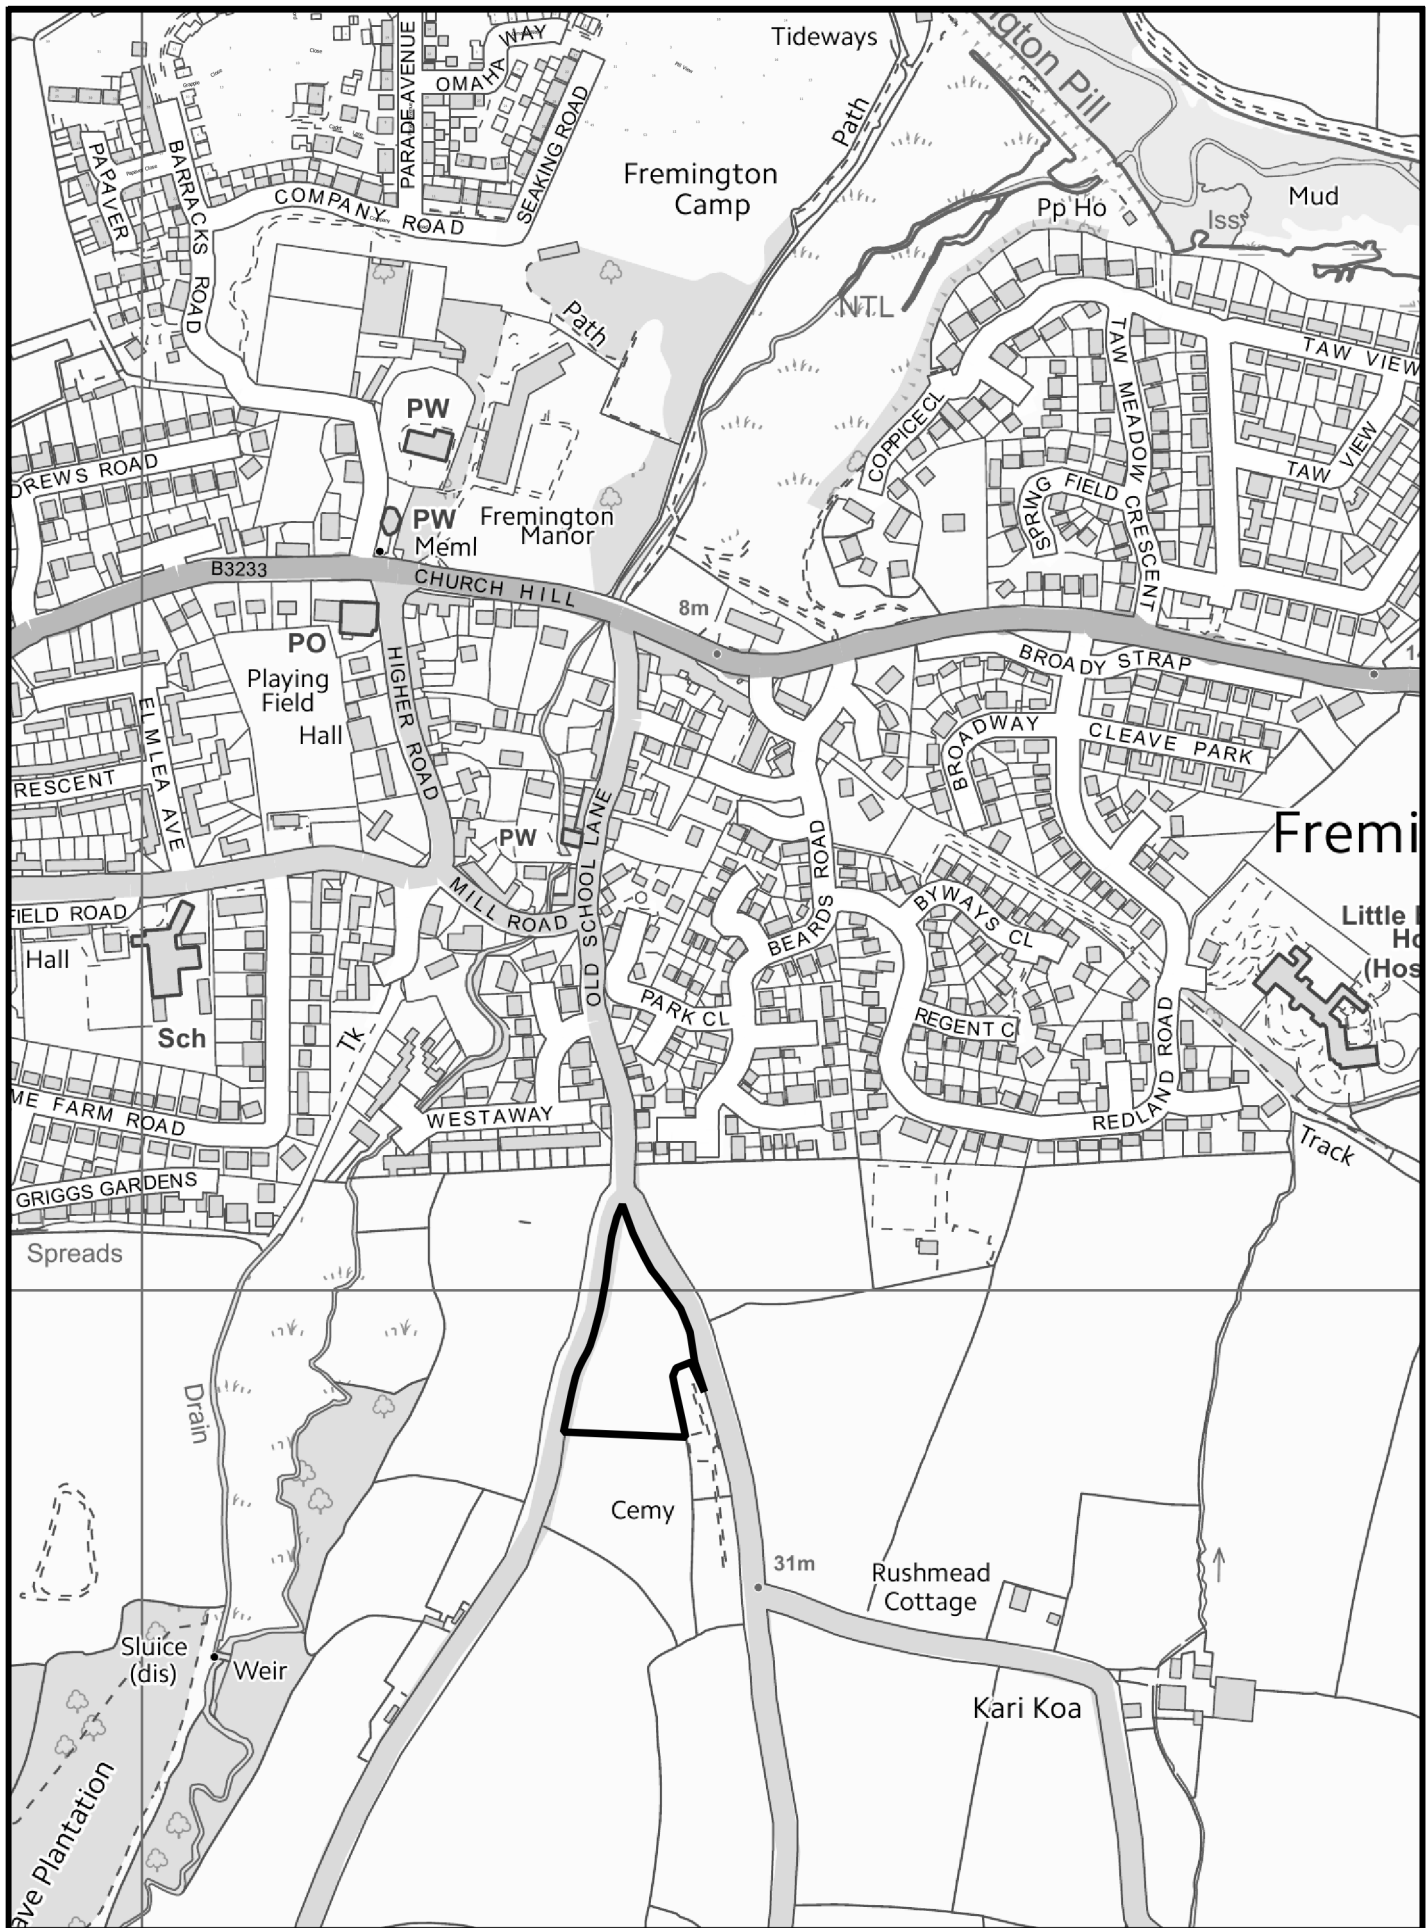 Tideways
ngton Pill
WAY
OMAHA
PARADE AVENUE
SEAKING ROAD
Path
Fremington
Camp
PAPAVER
BARRACKS ROAD
COMPANY ROAD
Mud
Pp Ho
Iss
NTL
Path
TAW VIEW
TAW MEADOW CRESCENT
PW
COPPICE CL
TAW VIEW
DREWS ROAD
SPRING FIELD
PW
Meml
Fremington
Manor
B3233
CHURCH HILL
8m
PO
Playing
Field
Hall
HIGHER ROAD
BROADY STRAP
BROADWAY
CLEAVE PARK
ELMLEA AVE
RESCENT
PW
OLD SCHOOL LANE
BEARDS ROAD
Fremi
MILL ROAD
BYWAYS CL
FIELD ROAD
Hall
Little
Ho
(Hos
PARK CL
REGENT C
REDLAND ROAD
Sch
Tk
ME FARM ROAD
WESTAWAY
Track
GRIGGS GARDENS
Spreads
Drain
Cemy
31m
Rushmead
Cottage
Sluice
(dis)
Weir
Kari Koa
ave Plantation